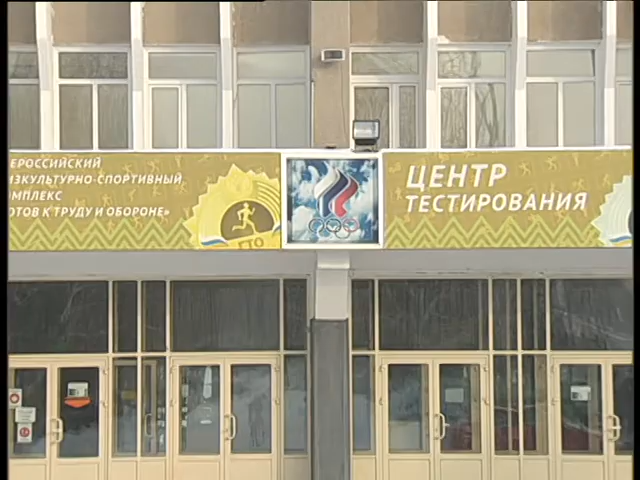 ЕРОССИЙСКИЙ
ИЗКУЛЬТУРНО-СПОРТИВНЫЙ
МПЛЕКС
ОТОВ К ТРУДУ И ОБОРОНЕ»
ГТО
ЦЕНТР
ТЕСТИРОВАНИЯ